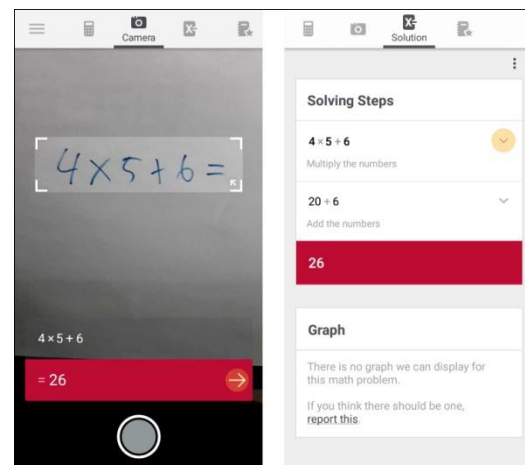 Camera
4×5+6=
4×5+6
= 26
Solution
Solving Steps
4 × 5 + 6
Multiply the numbers
20 + 6
Add the numbers
26
Graph
There is no graph we can display for
this math problem.
If you think there should be one,
report this.